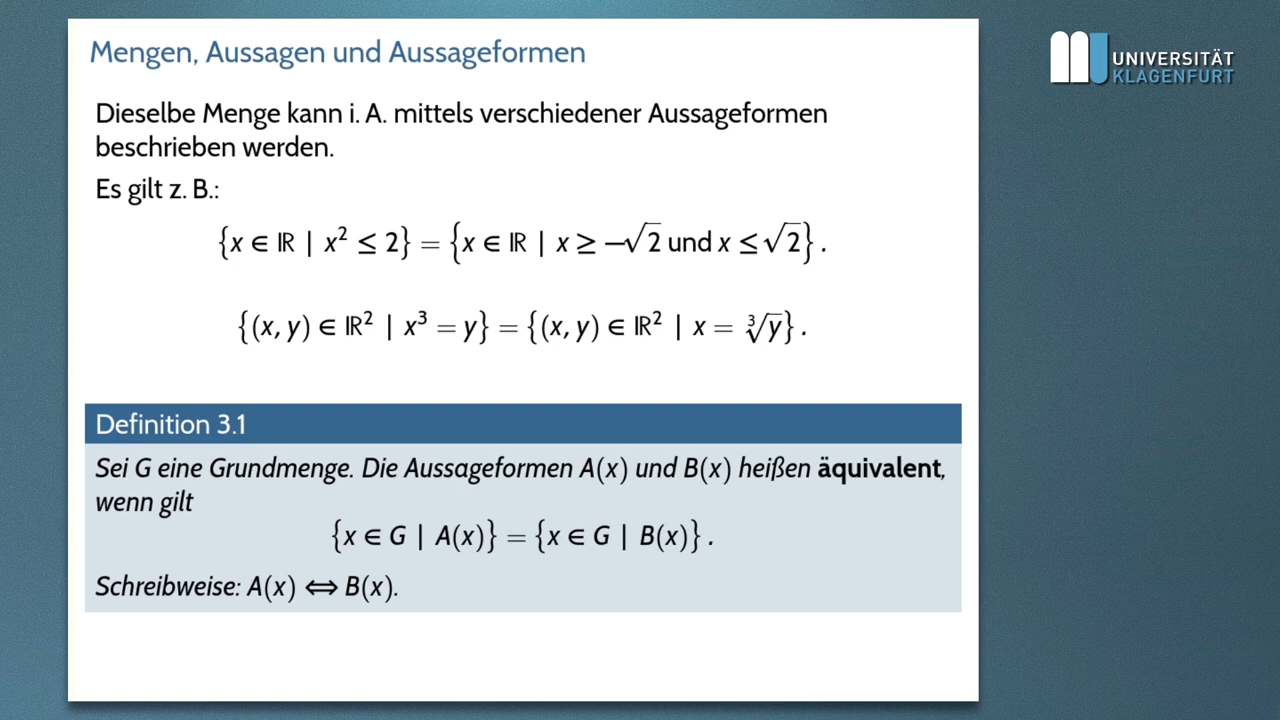 Mengen, Aussagen und Aussageformen
UNIVERSITÄT
KLAGENFURT
Dieselbe Menge kann i. A. mittels verschiedener Aussageformen
beschrieben werden.
Es gilt z. B.:
{x ∈ ℝ | x² ≤ 2} = {x ∈ ℝ | x ≥ −√2 und x ≤ √2} .
{(x, y) ∈ ℝ² | x³ = y} = {(x, y) ∈ ℝ² | x = ∛y} .
Definition 3.1
Sei G eine Grundmenge. Die Aussageformen A(x) und B(x) heißen äquivalent,
wenn gilt
{x ∈ G | A(x)} = {x ∈ G | B(x)} .
Schreibweise: A(x) ⟺ B(x).